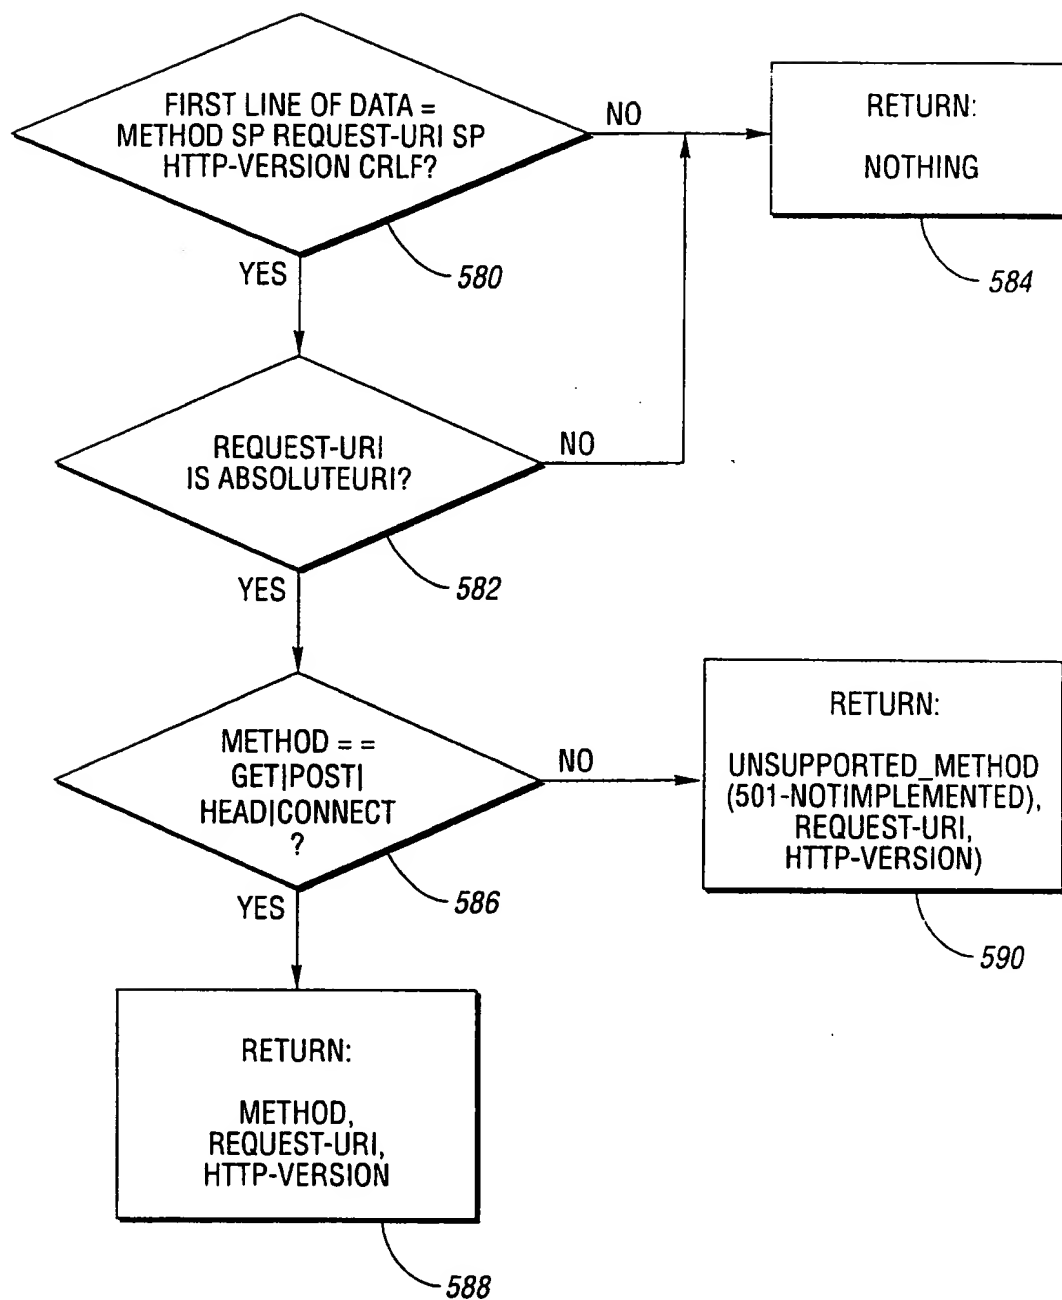 FIRST LINE OF DATA =
METHOD SP REQUEST-URI SP
HTTP-VERSION CRLF?
NO
RETURN:
NOTHING
YES
580
584
REQUEST-URI
IS ABSOLUTEURI?
NO
YES
582
METHOD = =
GET|POST|
HEAD|CONNECT
?
NO
RETURN:
UNSUPPORTED_METHOD
(501-NOTIMPLEMENTED),
REQUEST-URI,
HTTP-VERSION)
YES
586
590
RETURN:
METHOD,
REQUEST-URI,
HTTP-VERSION
588